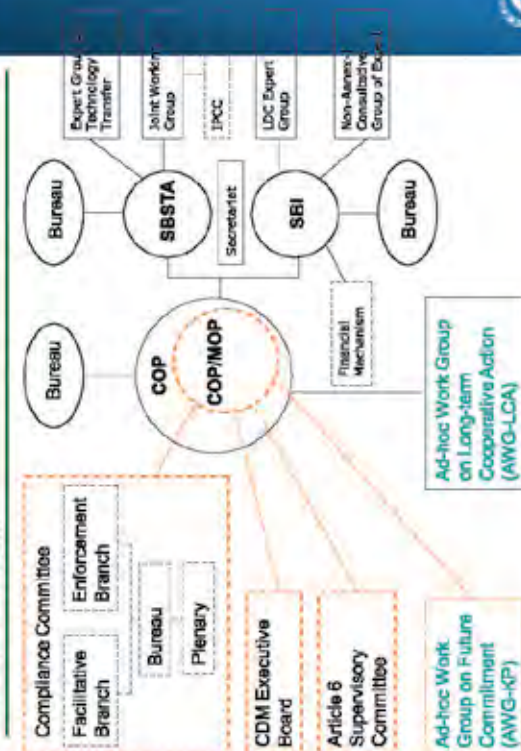 Compliance Committee
Facilitative
Branch
Enforcement
Branch
Bureau
Plenary
CDM Executive
Board
Article 6
Supervisory
Committee
Ad-hoc Work
Group on Future
Commitment
(AWG-KP)
Bureau
COP
COP/MOP
Ad-hoc Work Group
on Long-term
Cooperative Action
(AWG-LCA)
Bureau
SBSTA
Secretariat
SBI
Financial
Mechanism
Bureau
Expert
Technology
Transfer
Joint
Group
IPCC
LDC Expert
Group
Consultative
Group of